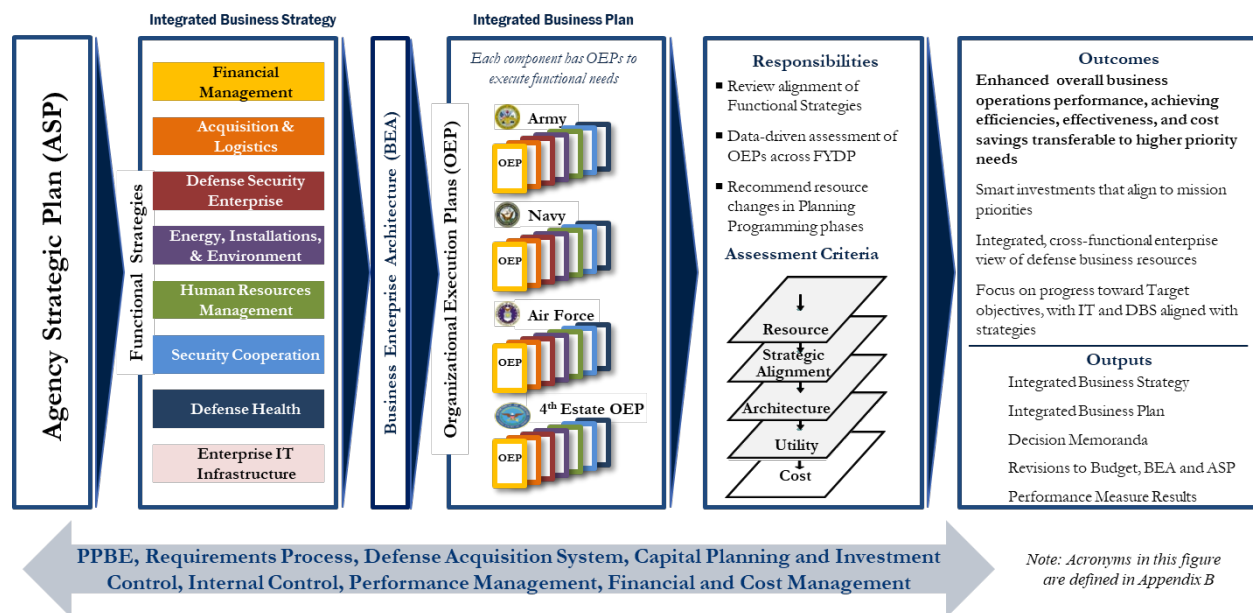 Integrated Business Strategy
Integrated Business Plan
Agency Strategic Plan (ASP)
Functional Strategies
Financial
Management
Acquisition &
Logistics
Defense Security
Enterprise
Energy, Installations,
& Environment
Human Resources
Management
Security Cooperation
Defense Health
Enterprise IT
Infrastructure
Business Enterprise Architecture (BEA)
Organizational Execution Plans (OEP)
Each component has OEPs to
execute functional needs
Army
OEP
Navy
OEP
Air Force
OEP
4th Estate OEP
OEP
Responsibilities
▪ Review alignment of
Functional Strategies
▪ Data-driven assessment of
OEPs across FYDP
▪ Recommend resource
changes in Planning
Programming phases
Assessment Criteria
Resource
Strategic
Alignment
Architecture
Utility
Cost
Outcomes
Enhanced overall business
operations performance, achieving
efficiencies, effectiveness, and cost
savings transferable to higher priority
needs
Smart investments that align to mission
priorities
Integrated, cross-functional enterprise
view of defense business resources
Focus on progress toward Target
objectives, with IT and DBS aligned with
strategies
Outputs
Integrated Business Strategy
Integrated Business Plan
Decision Memoranda
Revisions to Budget, BEA and ASP
Performance Measure Results
PPBE, Requirements Process, Defense Acquisition System, Capital Planning and Investment
Control, Internal Control, Performance Management, Financial and Cost Management
Note: Acronyms in this figure
are defined in Appendix B